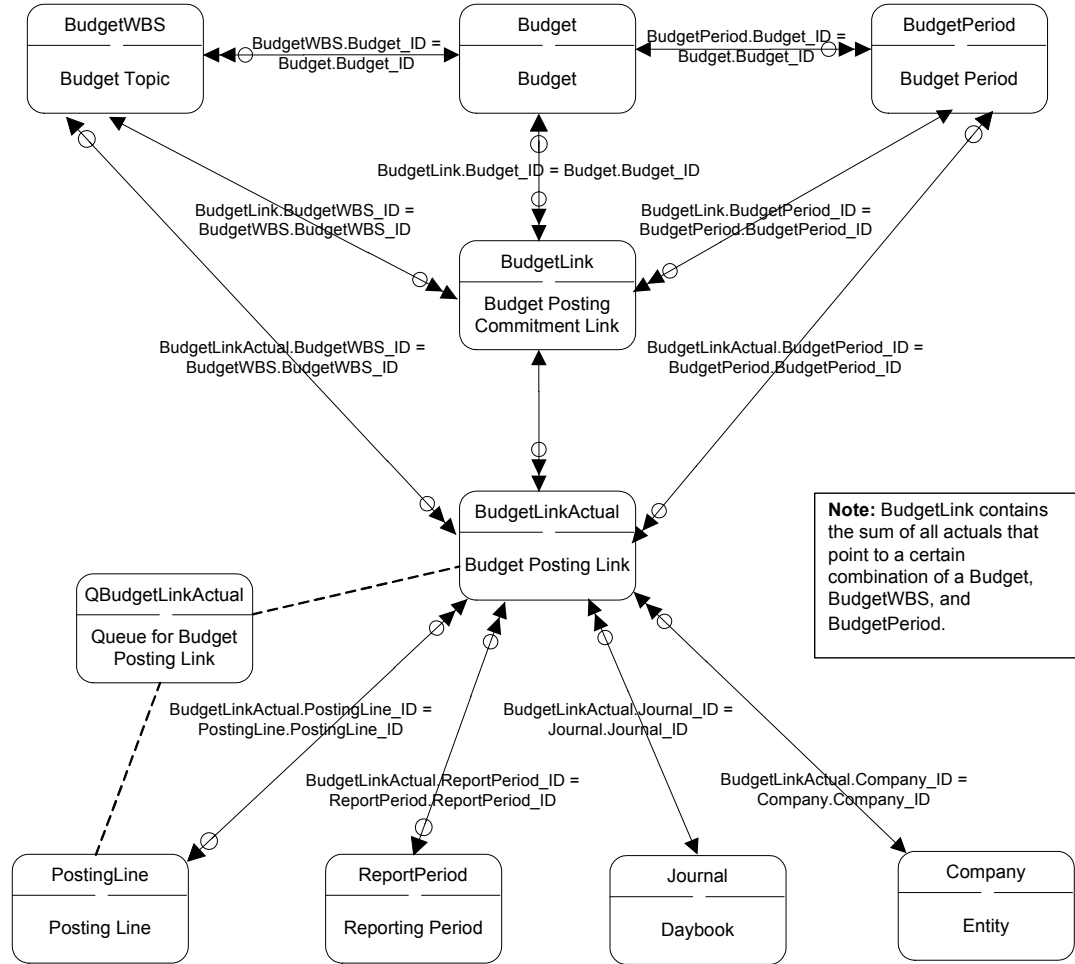 BudgetWBS
Budget Topic
BudgetWBS.Budget_ID =
Budget.Budget_ID
Budget
Budget
BudgetPeriod.Budget_ID =
Budget.Budget_ID
BudgetPeriod
Budget Period
BudgetLink.Budget_ID = Budget.Budget_ID
BudgetLink.BudgetWBS_ID =
BudgetWBS.BudgetWBS_ID
BudgetLink.BudgetPeriod_ID =
BudgetPeriod.BudgetPeriod_ID
BudgetLink
Budget Posting
Commitment Link
BudgetLinkActual.BudgetWBS_ID =
BudgetWBS.BudgetWBS_ID
BudgetLinkActual.BudgetPeriod_ID =
BudgetPeriod.BudgetPeriod_ID
BudgetLinkActual
Budget Posting Link
Note: BudgetLink contains
the sum of all actuals that
point to a certain
combination of a Budget,
BudgetWBS, and
BudgetPeriod.
QBudgetLinkActual
Queue for Budget
Posting Link
BudgetLinkActual.PostingLine_ID =
PostingLine.PostingLine_ID
BudgetLinkActual.Journal_ID =
Journal.Journal_ID
BudgetLinkActual.ReportPeriod_ID =
ReportPeriod.ReportPeriod_ID
BudgetLinkActual.Company_ID =
Company.Company_ID
PostingLine
Posting Line
ReportPeriod
Reporting Period
Journal
Daybook
Company
Entity